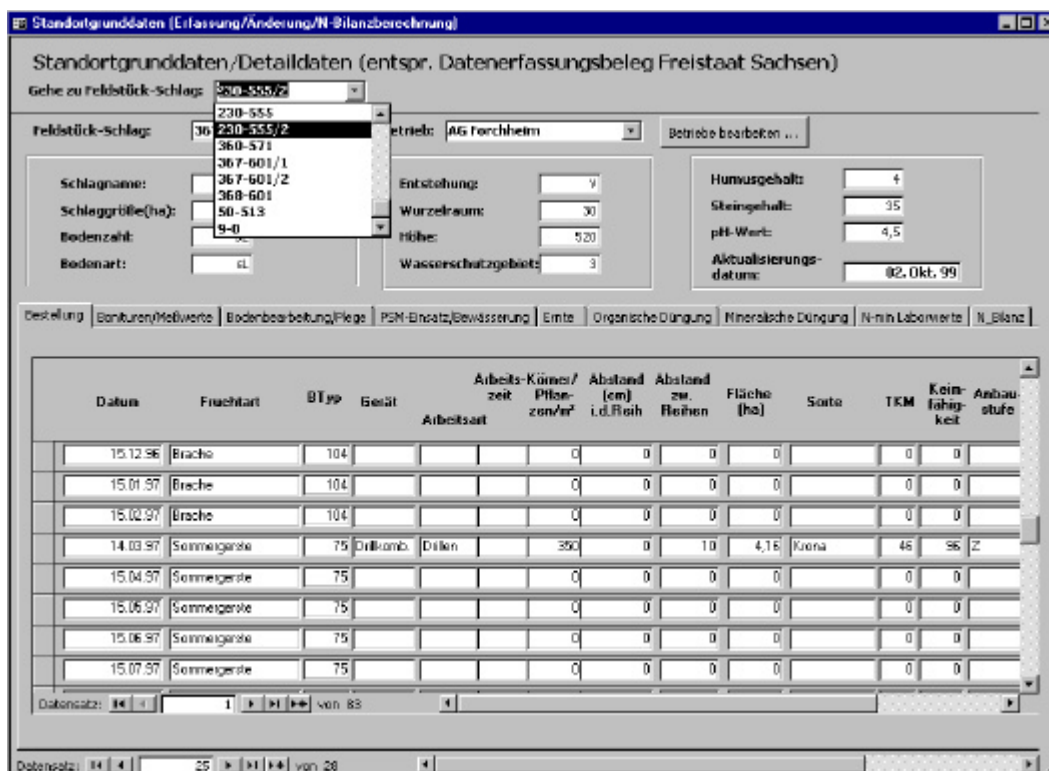 Standortgrunddaten (Erfassung/Änderung/N-Bilanzberechnung)
Standortgrunddaten/Detaildaten (entspr. Datenerfassungsbeleg Freistaat Sachsen)
Gehe zu Feldstück-Schlag: 230-555/2
230-555
230-555/2
360-571
367-601/1
367-601/2
368-601
50-513
9-0
Feldstück-Schlag: 36 etrieb: AG Forchheim Betriebe bearbeiten ...
Schlagname:
Schlaggröße(ha):
Bodenzahl:
Bodenart: sL
Entstehung: V
Wurzelraum: 30
Höhe: 520
Wasserschutzgebiet: 3
Humusgehalt: 4
Steingehalt: 35
pH-Wert: 4,5
Aktualisierungs-
datum: 02. Okt. 99
Bestellung Bonituren/Meßwerte Bodenbearbeitung/Pflege PSM-Einsatz/Bewässerung Ernte Organische Düngung Mineralische Düngung N-min Laborwerte N_Bilanz
Datum Fruchtart BTyp Gerät Arbeitsart Arbeits-zeit Körner/Pflan-zen/m² Abstand (cm) i.d.Reih Abstand zw. Reihen Fläche (ha) Sorte TKM Keim-fähig-keit Anbau-stufe
15.12.96 Brache 104 0 0 0 0 0 0
15.01.97 Brache 104 0 0 0 0 0 0
15.02.97 Brache 104 0 0 0 0 0 0
14.03.97 Sommergerste 75 Drillkomb. Drillen 350 0 10 4,16 Krona 46 96 Z
15.04.97 Sommergerste 75 0 0 0 0 0 0
15.05.97 Sommergerste 75 0 0 0 0 0 0
15.06.97 Sommergerste 75 0 0 0 0 0 0
15.07.97 Sommergerste 75 0 0 0 0 0 0
Datensatz: 1 von 83
Datensatz: 25 von 28